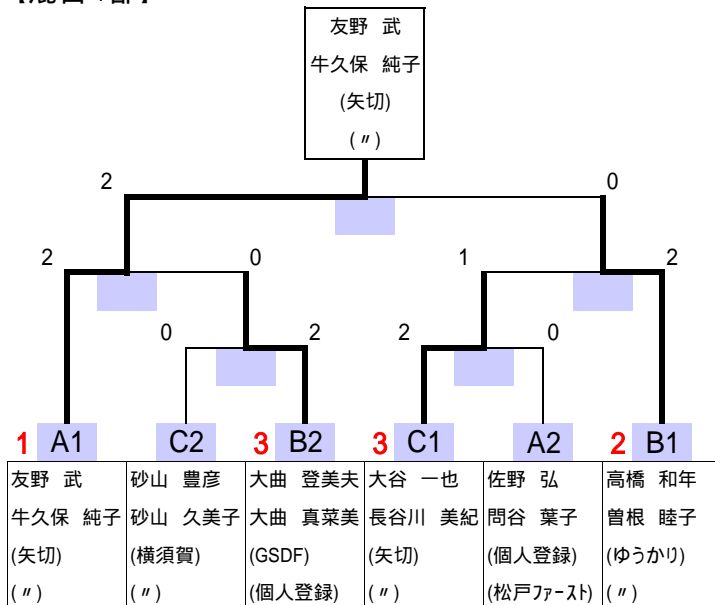 友野 武
牛久保 純子
(矢切)
(〃)
2 0
2 0 1 2
0 2 2 0
1 A1 C2 3 B2 3 C1 A2 2 B1
友野 武 砂山 豊彦 大曲 登美夫 大谷 一也 佐野 弘 高橋 和年
牛久保 純子 砂山 久美子 大曲 真菜美 長谷川 美紀 問谷 葉子 曽根 睦子
(矢切) (横須賀) (GSDF) (矢切) (個人登録) (ゆうかり)
(〃) (〃) (個人登録) (〃) (松戸ファースト) (〃)